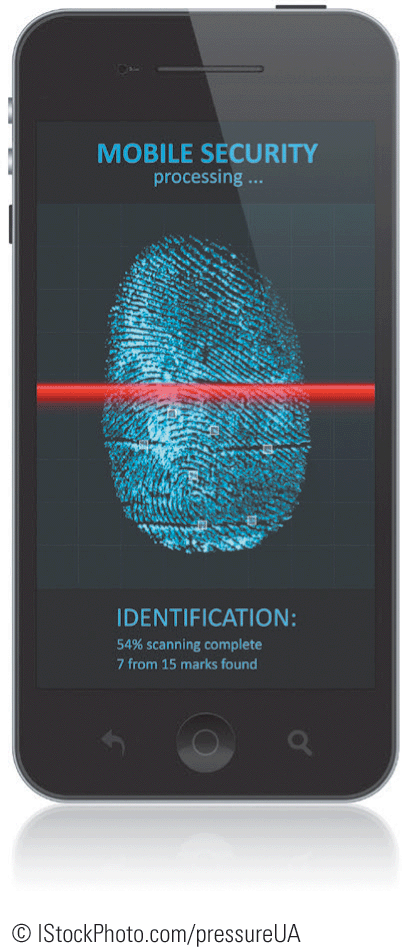 MOBILE SECURITY
processing ...
IDENTIFICATION:
54% scanning complete
7 from 15 marks found
© IStockPhoto.com/pressureUA